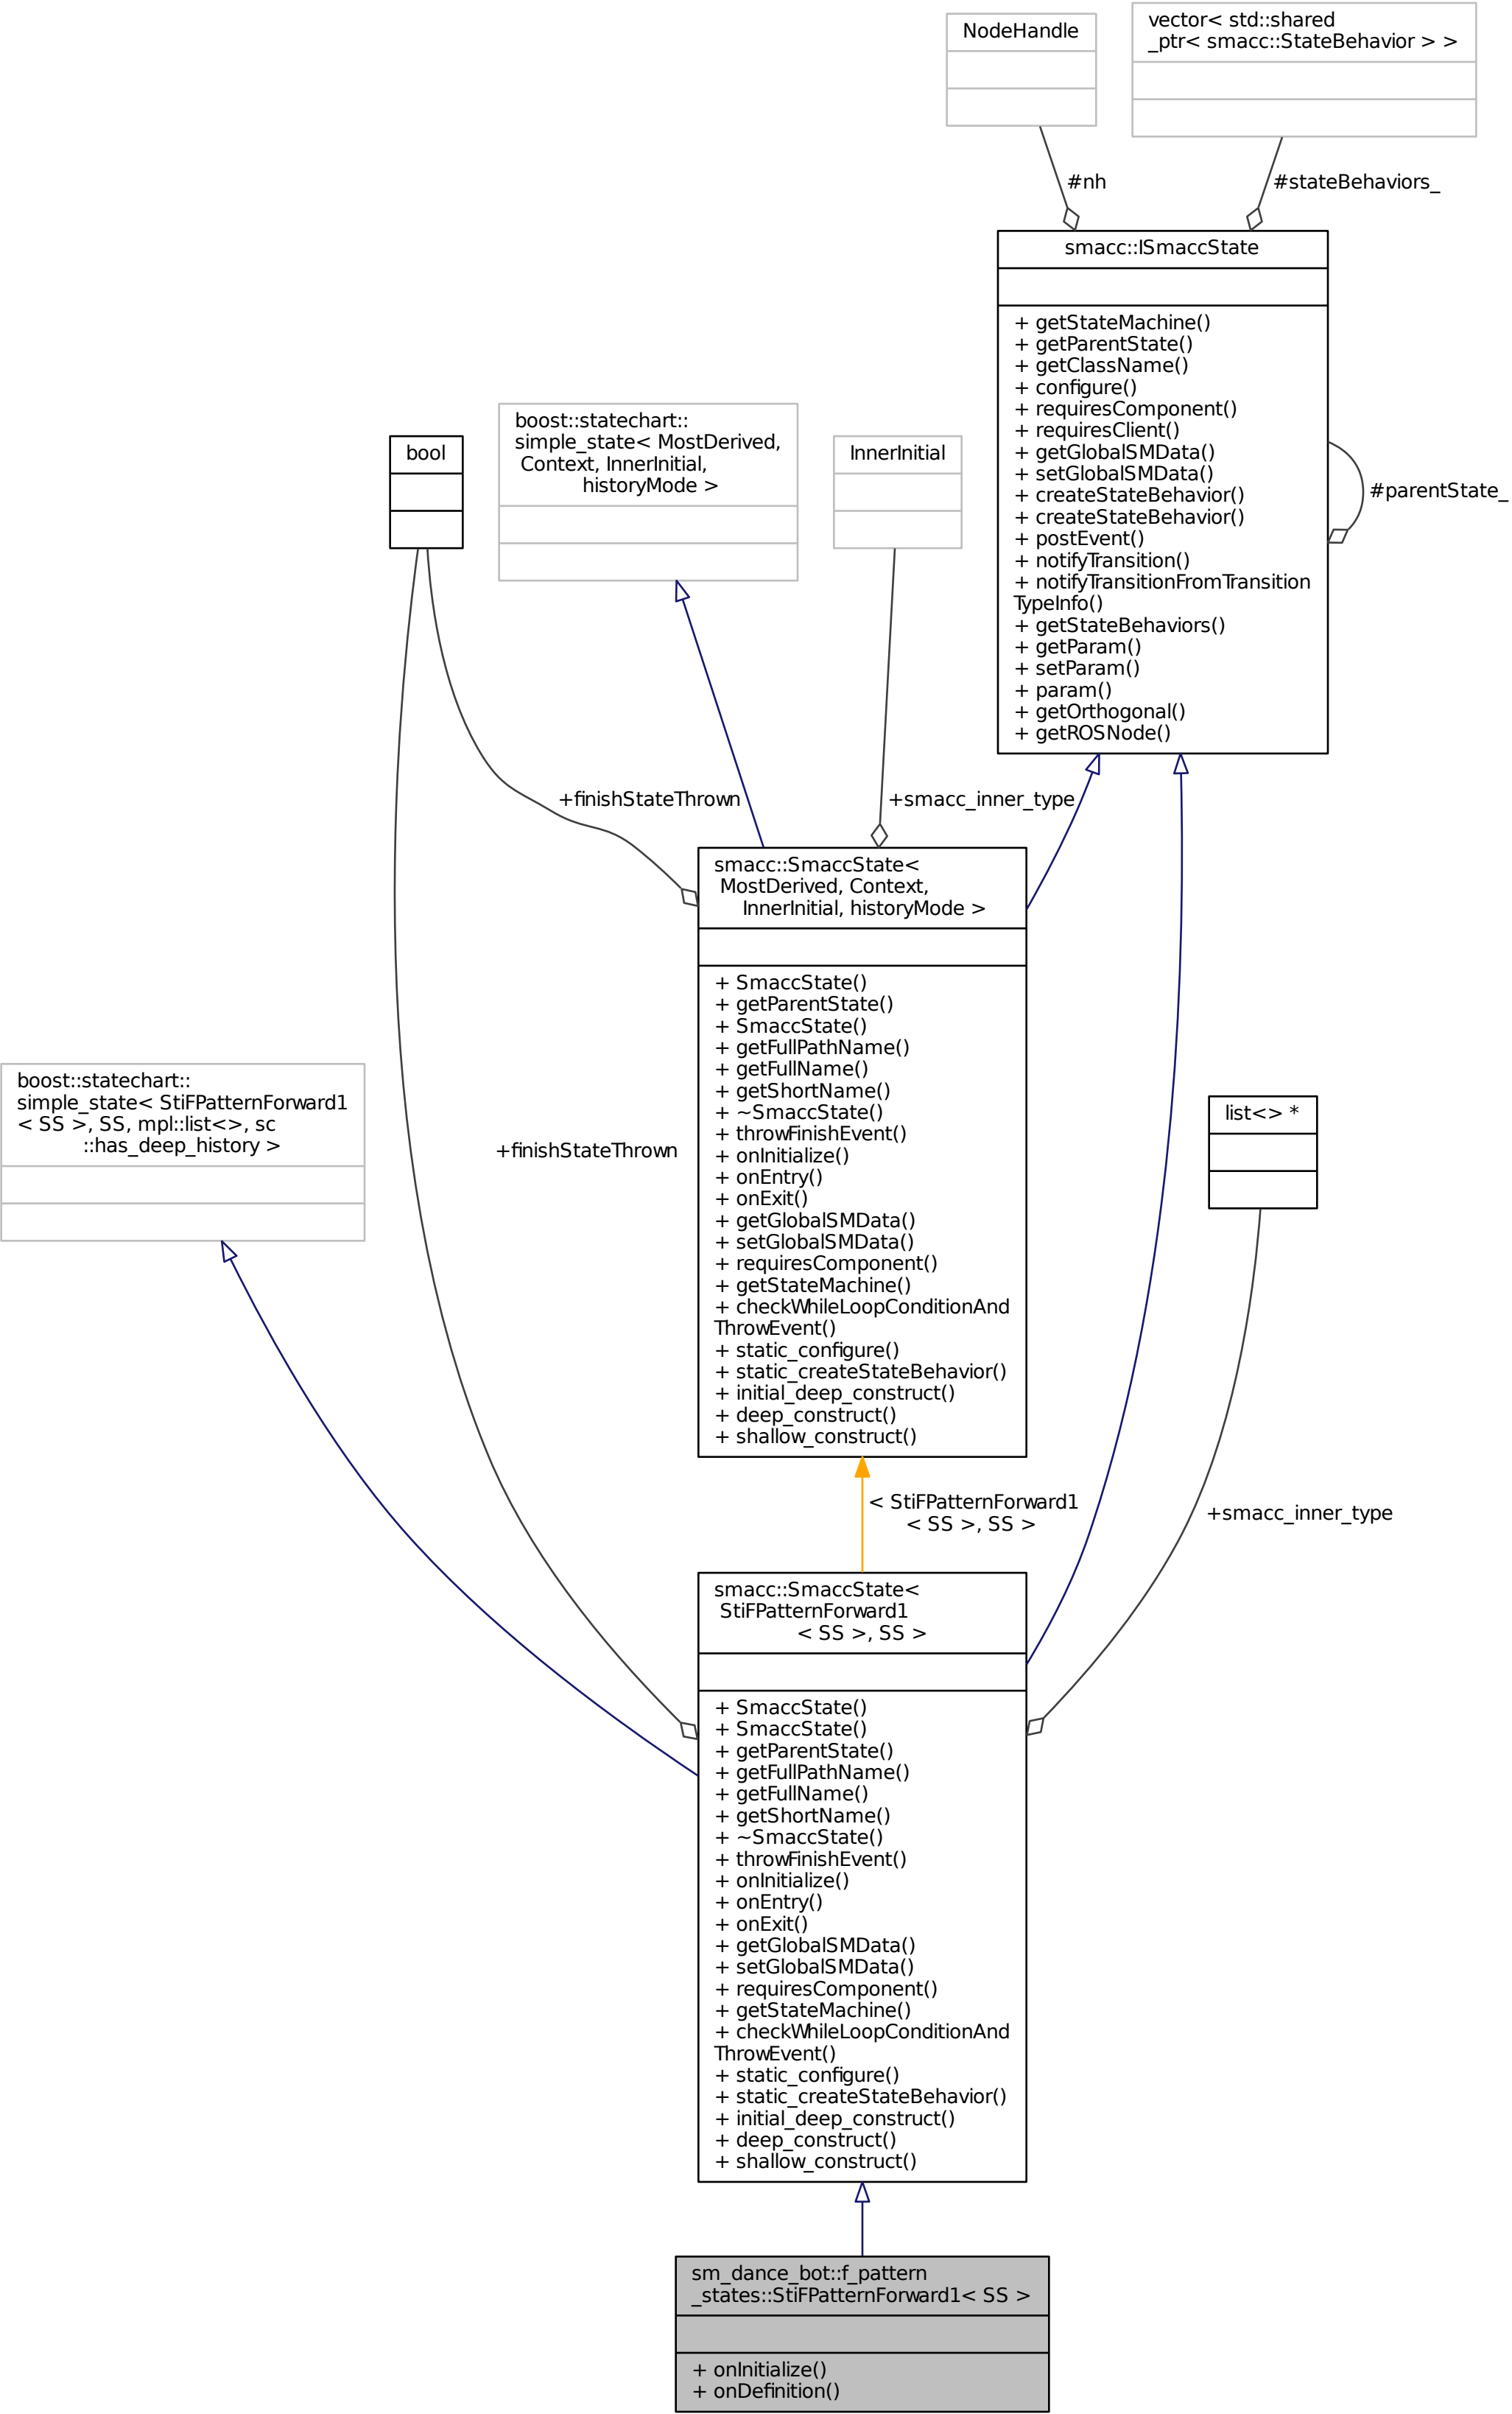 NodeHandle
vector< std::shared
_ptr< smacc::StateBehavior > >
#nh
#stateBehaviors_
smacc::ISmaccState
+ getStateMachine()
+ getParentState()
+ getClassName()
+ configure()
+ requiresComponent()
+ requiresClient()
+ getGlobalSMData()
+ setGlobalSMData()
+ createStateBehavior()
+ createStateBehavior()
+ postEvent()
+ notifyTransition()
+ notifyTransitionFromTransition
TypeInfo()
+ getStateBehaviors()
+ getParam()
+ setParam()
+ param()
+ getOrthogonal()
+ getROSNode()
#parentState_
bool
boost::statechart::
simple_state< MostDerived,
Context, InnerInitial,
historyMode >
InnerInitial
+finishStateThrown
+smacc_inner_type
smacc::SmaccState<
MostDerived, Context,
InnerInitial, historyMode >
+ SmaccState()
+ getParentState()
+ SmaccState()
+ getFullPathName()
+ getFullName()
+ getShortName()
+ ~SmaccState()
+ throwFinishEvent()
+ onInitialize()
+ onEntry()
+ onExit()
+ getGlobalSMData()
+ setGlobalSMData()
+ requiresComponent()
+ getStateMachine()
+ checkWhileLoopConditionAnd
ThrowEvent()
+ static_configure()
+ static_createStateBehavior()
+ initial_deep_construct()
+ deep_construct()
+ shallow_construct()
boost::statechart::
simple_state< StiFPatternForward1
< SS >, SS, mpl::list<>, sc
::has_deep_history >
+finishStateThrown
list<> *
< StiFPatternForward1
< SS >, SS >
+smacc_inner_type
smacc::SmaccState<
StiFPatternForward1
< SS >, SS >
+ SmaccState()
+ SmaccState()
+ getParentState()
+ getFullPathName()
+ getFullName()
+ getShortName()
+ ~SmaccState()
+ throwFinishEvent()
+ onInitialize()
+ onEntry()
+ onExit()
+ getGlobalSMData()
+ setGlobalSMData()
+ requiresComponent()
+ getStateMachine()
+ checkWhileLoopConditionAnd
ThrowEvent()
+ static_configure()
+ static_createStateBehavior()
+ initial_deep_construct()
+ deep_construct()
+ shallow_construct()
sm_dance_bot::f_pattern
_states::StiFPatternForward1< SS >
+ onInitialize()
+ onDefinition()